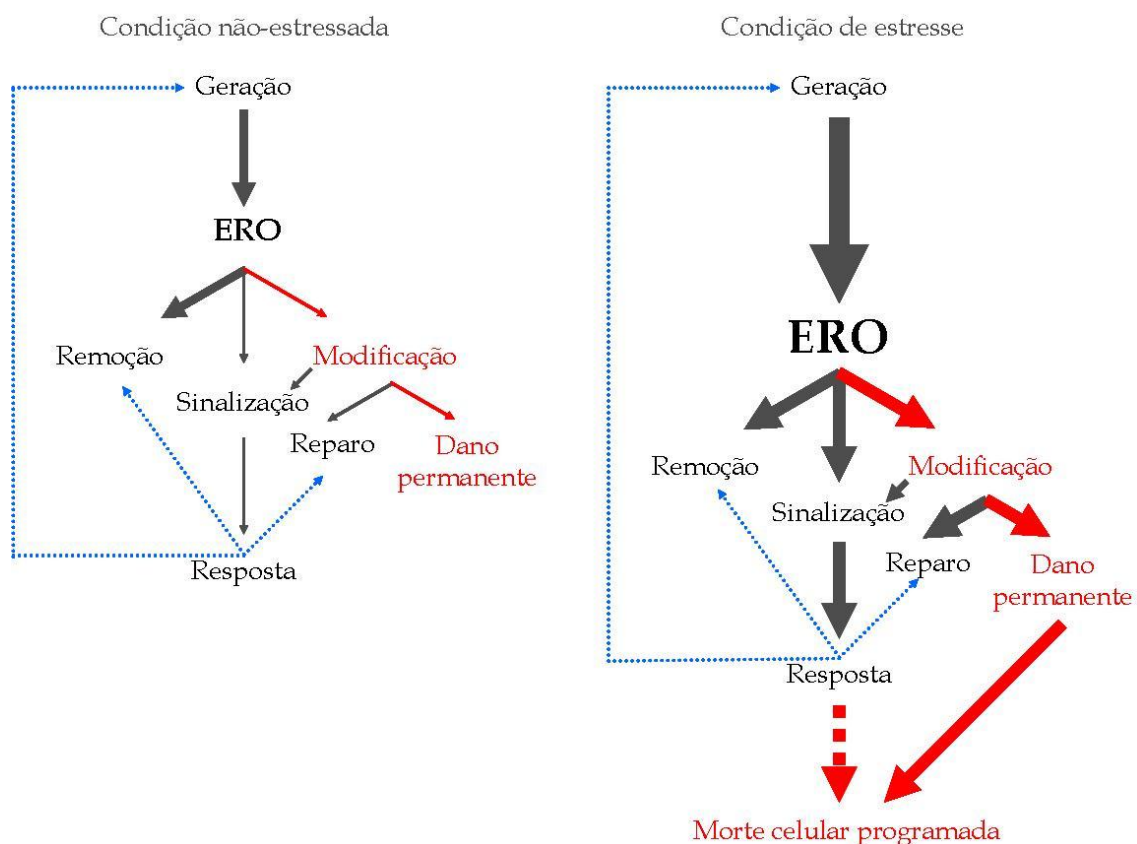 Condição não-estressada
Geração
ERO
Remoção
Modificação
Sinalização
Reparo
Dano
permanente
Resposta
Condição de estresse
Geração
ERO
Remoção
Modificação
Sinalização
Reparo
Dano
permanente
Resposta
Morte celular programada